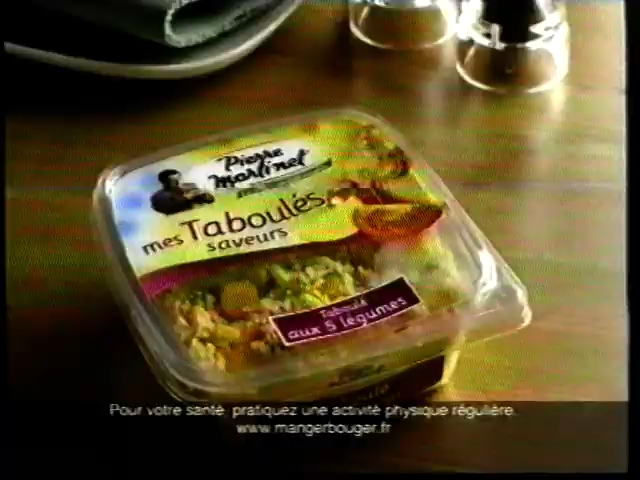 Pierre
Martinet
mes Taboulés
saveurs
Taboulé
aux 5 légumes
Pour votre santé, pratiquez une activité physique régulière.
www.mangerbouger.fr